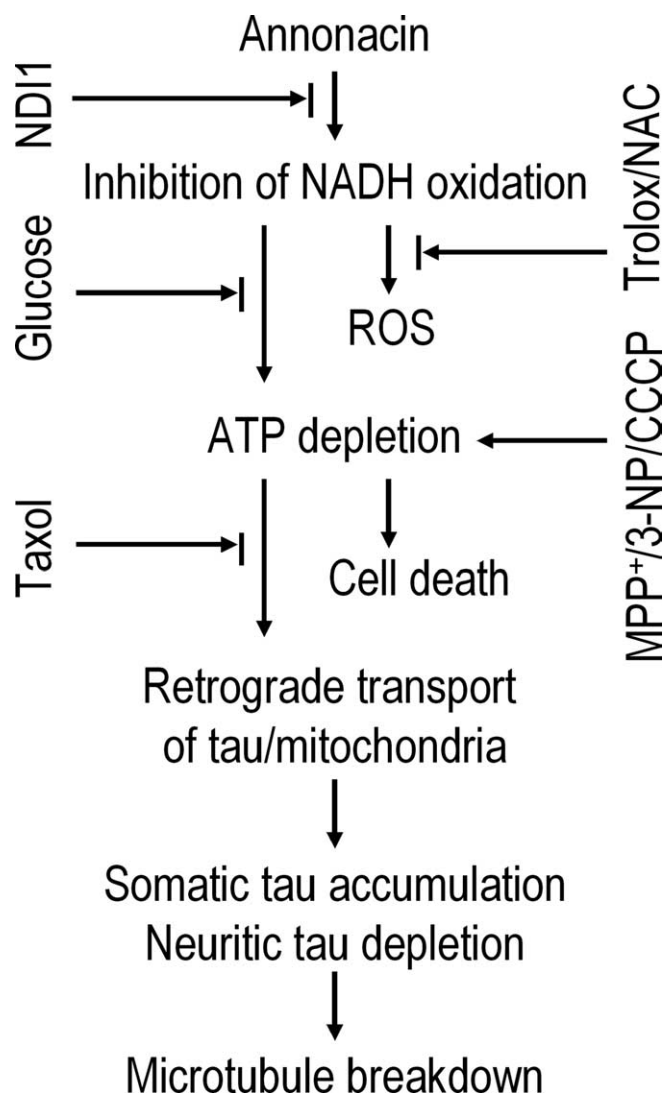 Annonacin
NDI1
Inhibition of NADH oxidation
Trolox/NAC
Glucose
ROS
ATP depletion
MPP⁺/3-NP/CCCP
Taxol
Cell death
Retrograde transport
of tau/mitochondria
Somatic tau accumulation
Neuritic tau depletion
Microtubule breakdown